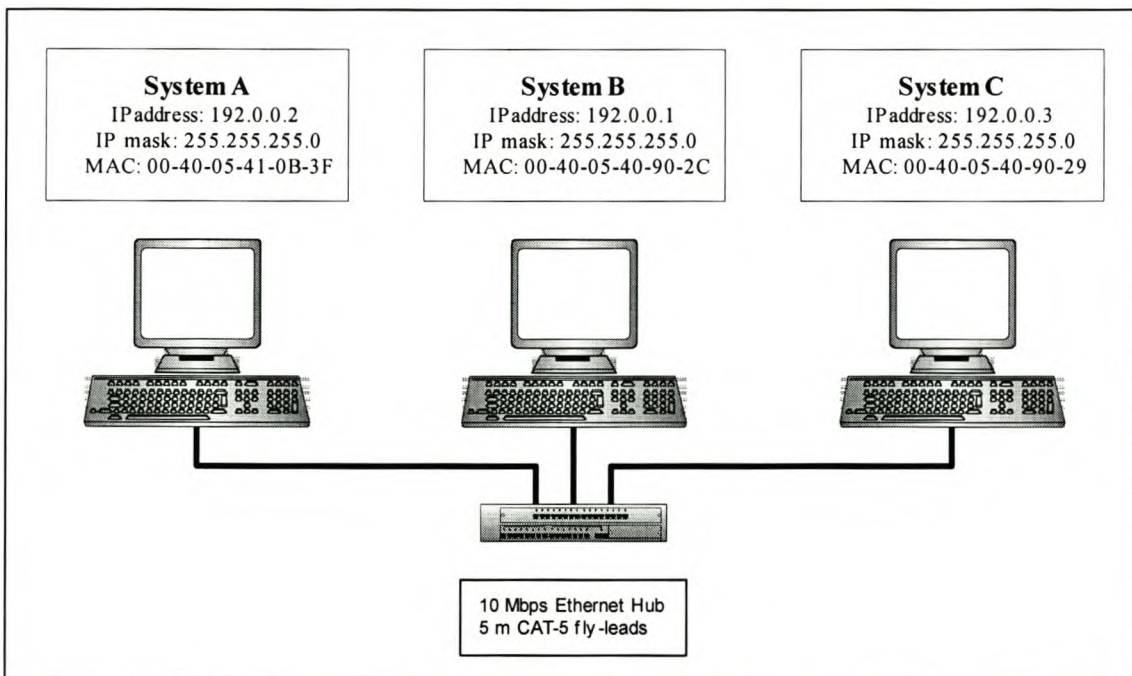 System A
IPaddress: 192.0.0.2
IP mask: 255.255.255.0
MAC: 00-40-05-41-0B-3F
System B
IPaddress: 192.0.0.1
IP mask: 255.255.255.0
MAC: 00-40-05-40-90-2C
System C
IPaddress: 192.0.0.3
IP mask: 255.255.255.0
MAC: 00-40-05-40-90-29
10 Mbps Ethernet Hub
5 m CAT-5 fly-leads